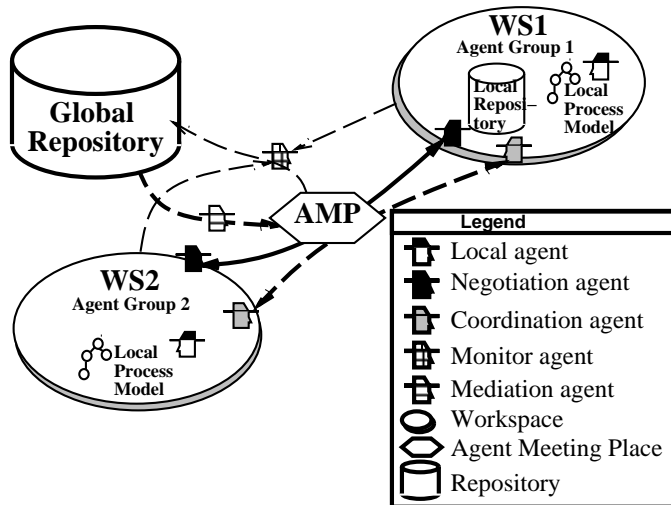 WS1
Agent Group 1
Local
Reposi–
tory
Local
Process
Model
Global
Repository
AMP
WS2
Agent Group 2
Local
Process
Model
Legend
Local agent
Negotiation agent
Coordination agent
Monitor agent
Mediation agent
Workspace
Agent Meeting Place
Repository